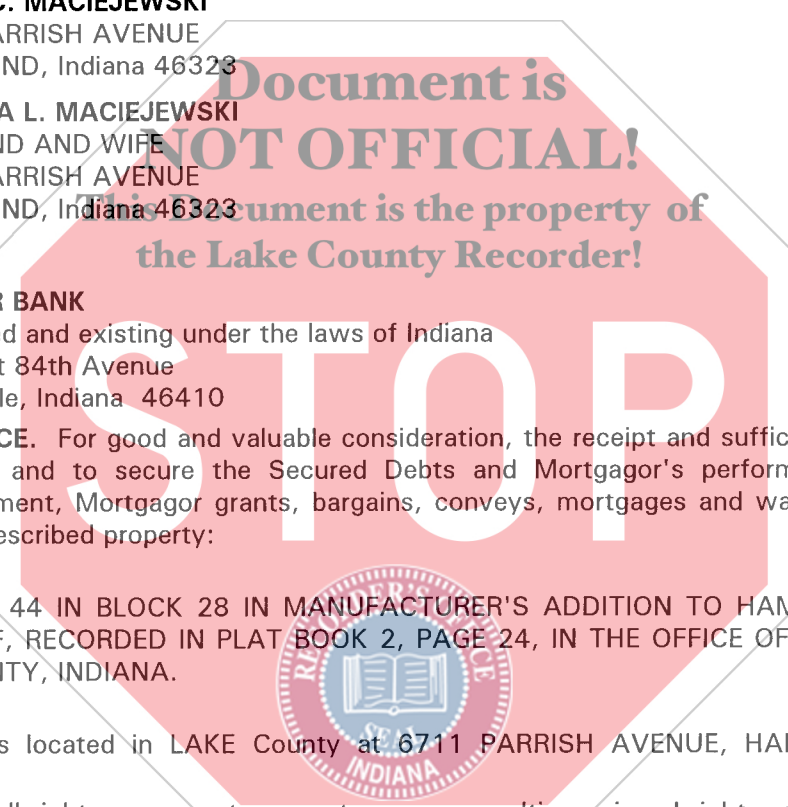 C. MACIEJEWSKI
ARRISH AVENUE
ND, Indiana 46323
Document is
A L. MACIEJEWSKI
ND AND WIFE
NOT OFFICIAL!
ARRISH AVENUE
ND, Indiana 46323
This Document is the property of
the Lake County Recorder!
R BANK
d and existing under the laws of Indiana
t 84th Avenue
le, Indiana 46410
STOP
CE. For good and valuable consideration, the receipt and suffic
and to secure the Secured Debts and Mortgagor's perform
ment, Mortgagor grants, bargains, conveys, mortgages and wa
escribed property:
44 IN BLOCK 28 IN MANUFACTURER'S ADDITION TO HAM
F, RECORDED IN PLAT BOOK 2, PAGE 24, IN THE OFFICE OF
NTY, INDIANA.
RECORDER'S OFFICE
SEAL
INDIANA
s located in LAKE County at 6711 PARRISH AVENUE, HA